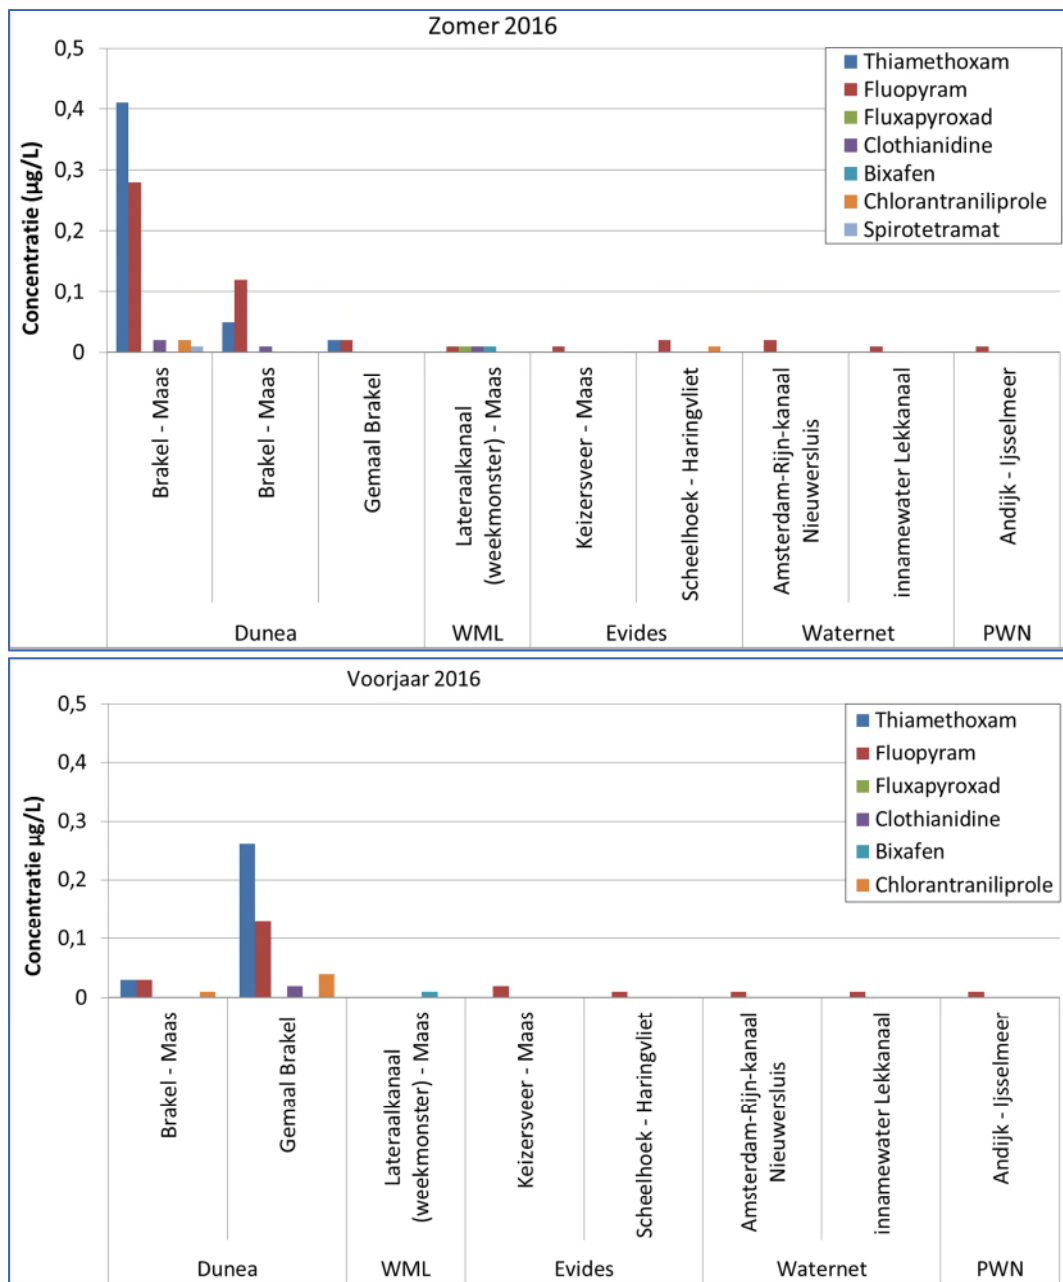 Zomer 2016
Concentratie (µg/L)
0,5
0,4
0,3
0,2
0,1
0
Thiamethoxam
Fluopyram
Fluxapyroxad
Clothianidine
Bixafen
Chlorantraniliprole
Spirotetramat
Brakel - Maas
Brakel - Maas
Gemaal Brakel
Lateraalkanaal
(weekmonster) - Maas
Keizersveer - Maas
Scheelhoek - Haringvliet
Amsterdam-Rijn-kanaal
Nieuwersluis
innamewater Lekkanaal
Andijk - Ijsselmeer
Dunea
WML
Evides
Waternet
PWN
Voorjaar 2016
Concentratie µg/L)
0,5
0,4
0,3
0,2
0,1
0
Thiamethoxam
Fluopyram
Fluxapyroxad
Clothianidine
Bixafen
Chlorantraniliprole
Brakel - Maas
Gemaal Brakel
Lateraalkanaal
(weekmonster) - Maas
Keizersveer - Maas
Scheelhoek - Haringvliet
Amsterdam-Rijn-kanaal
Nieuwersluis
innamewater Lekkanaal
Andijk - Ijsselmeer
Dunea
WML
Evides
Waternet
PWN